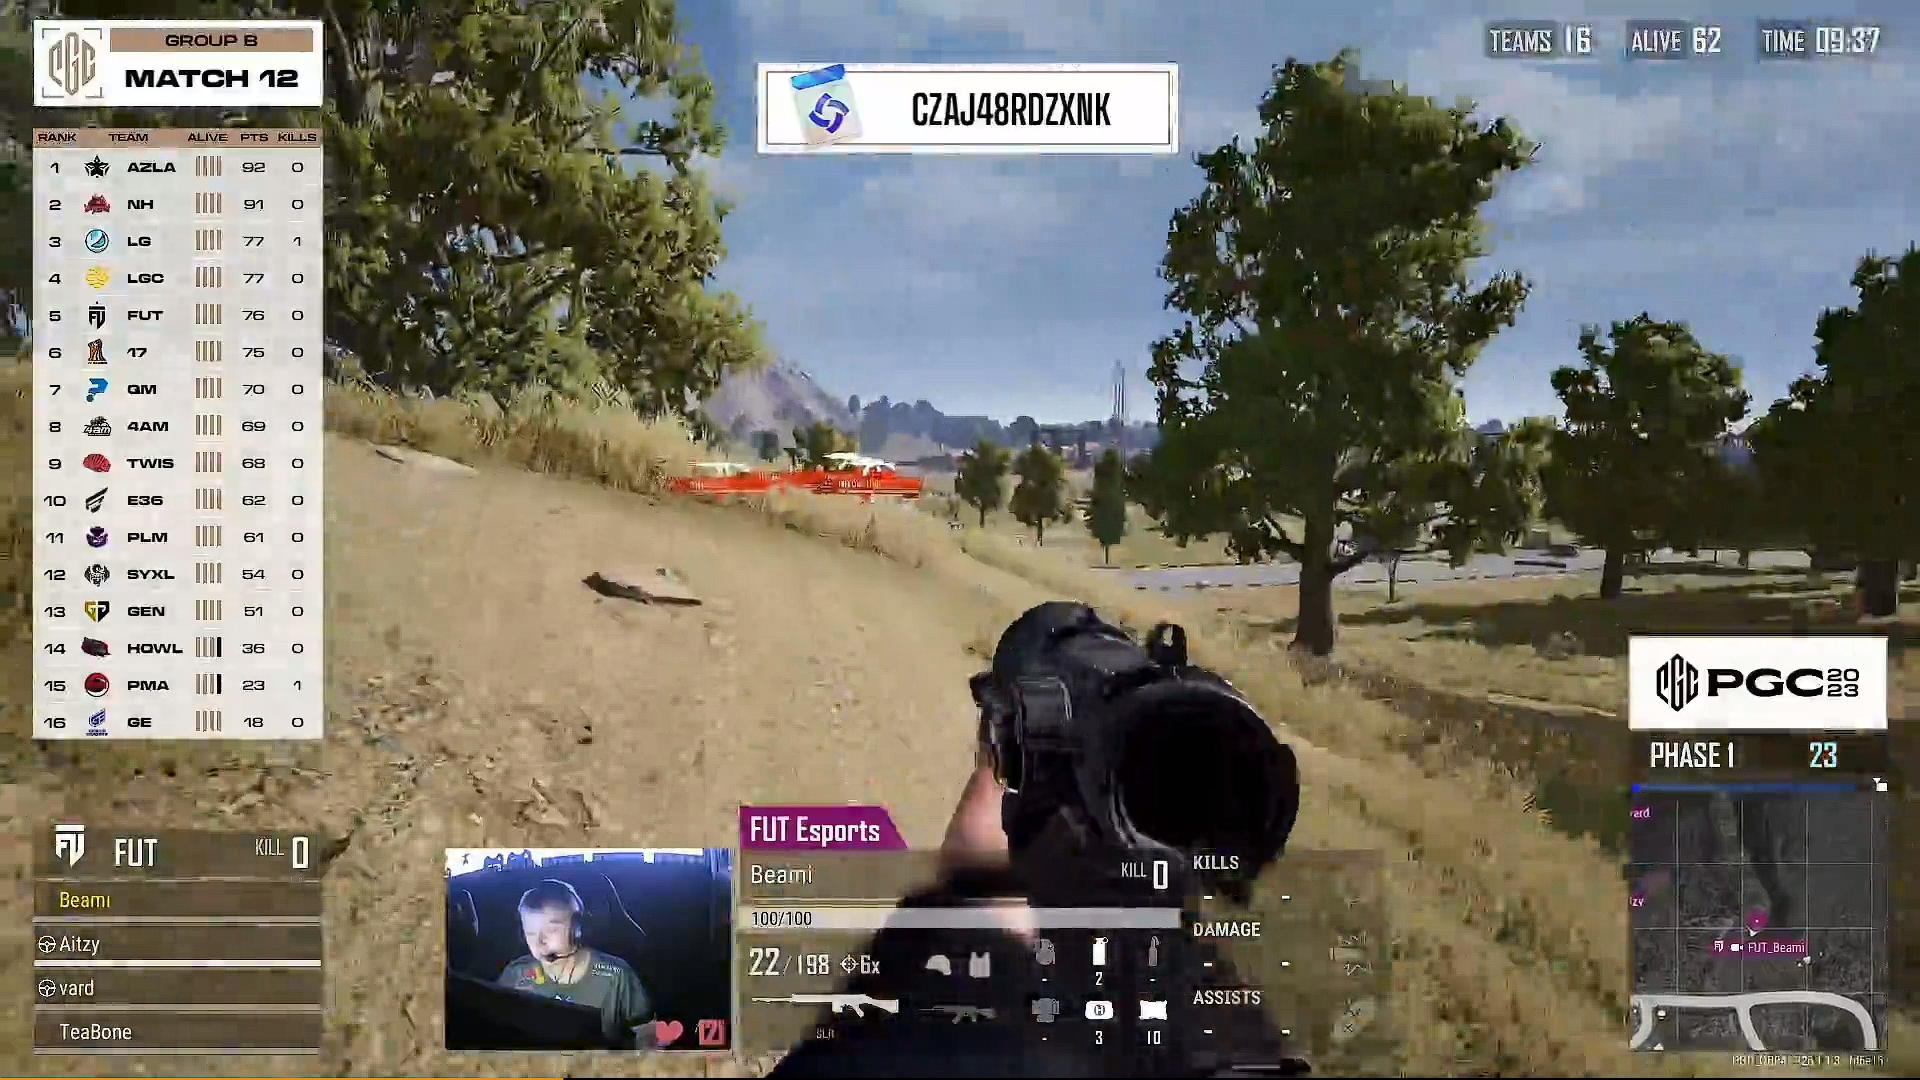 GROUP B
MATCH 12
RANK TEAM ALIVE PTS KILLS
1 AZLA 92 0
2 NH 91 0
3 LG 77 1
4 LGC 77 0
5 FUT 76 0
6 17 75 0
7 QM 70 0
8 4AM 69 0
9 TWIS 68 0
10 E36 62 0
11 PLM 61 0
12 SYXL 54 0
13 GEN 51 0
14 HOWL 36 0
15 PMA 23 1
16 GE 18 0
CZAJ48RDZXNK
TEAMS 16 ALIVE 62 TIME 09:37
PGC 2023
PHASE 1 23
FUT_Beami
FUT KILL 0
Beami
Aitzy
vard
TeaBone
FUT Esports
Beami KILL 0
100/100
22/198 6x
SLR
2
3 10
KILLS
- -
DAMAGE
- -
ASSISTS
- -